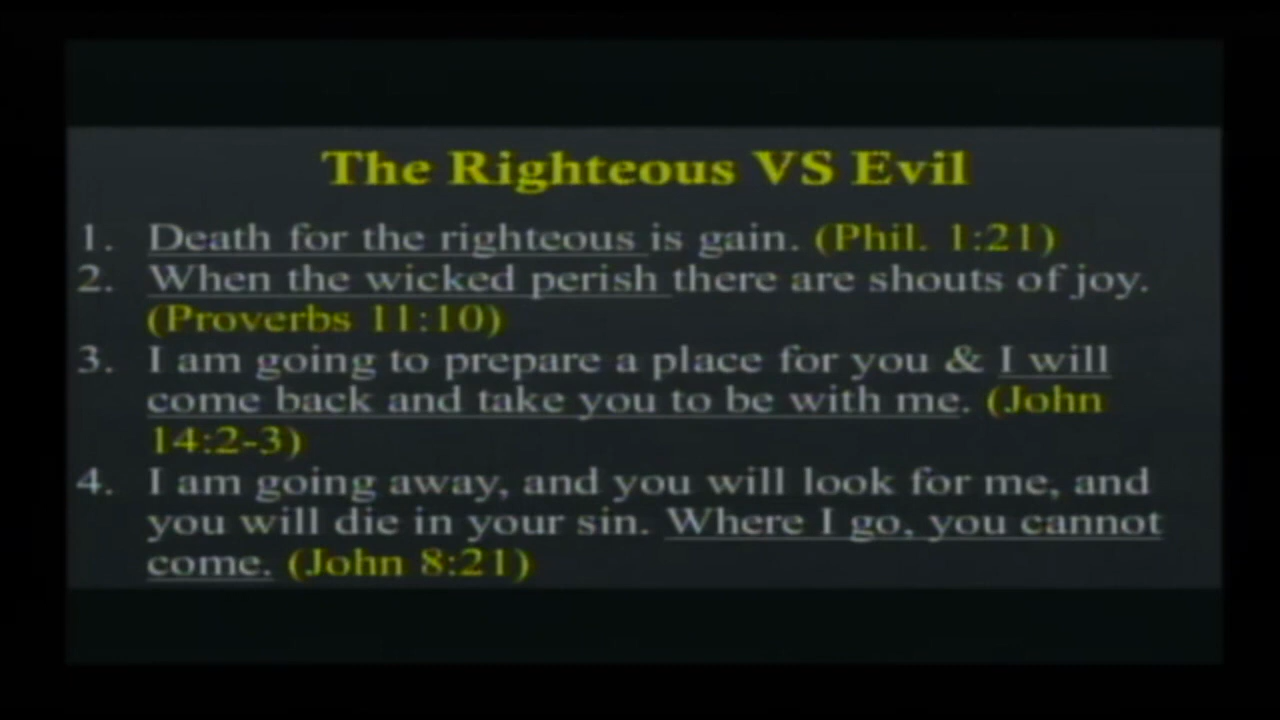 The Righteous VS Evil
1. Death for the righteous is gain. (Phil. 1:21)
2. When the wicked perish there are shouts of joy.
(Proverbs 11:10)
3. I am going to prepare a place for you & I will
come back and take you to be with me. (John
14:2-3)
4. I am going away, and you will look for me, and
you will die in your sin. Where I go, you cannot
come. (John 8:21)